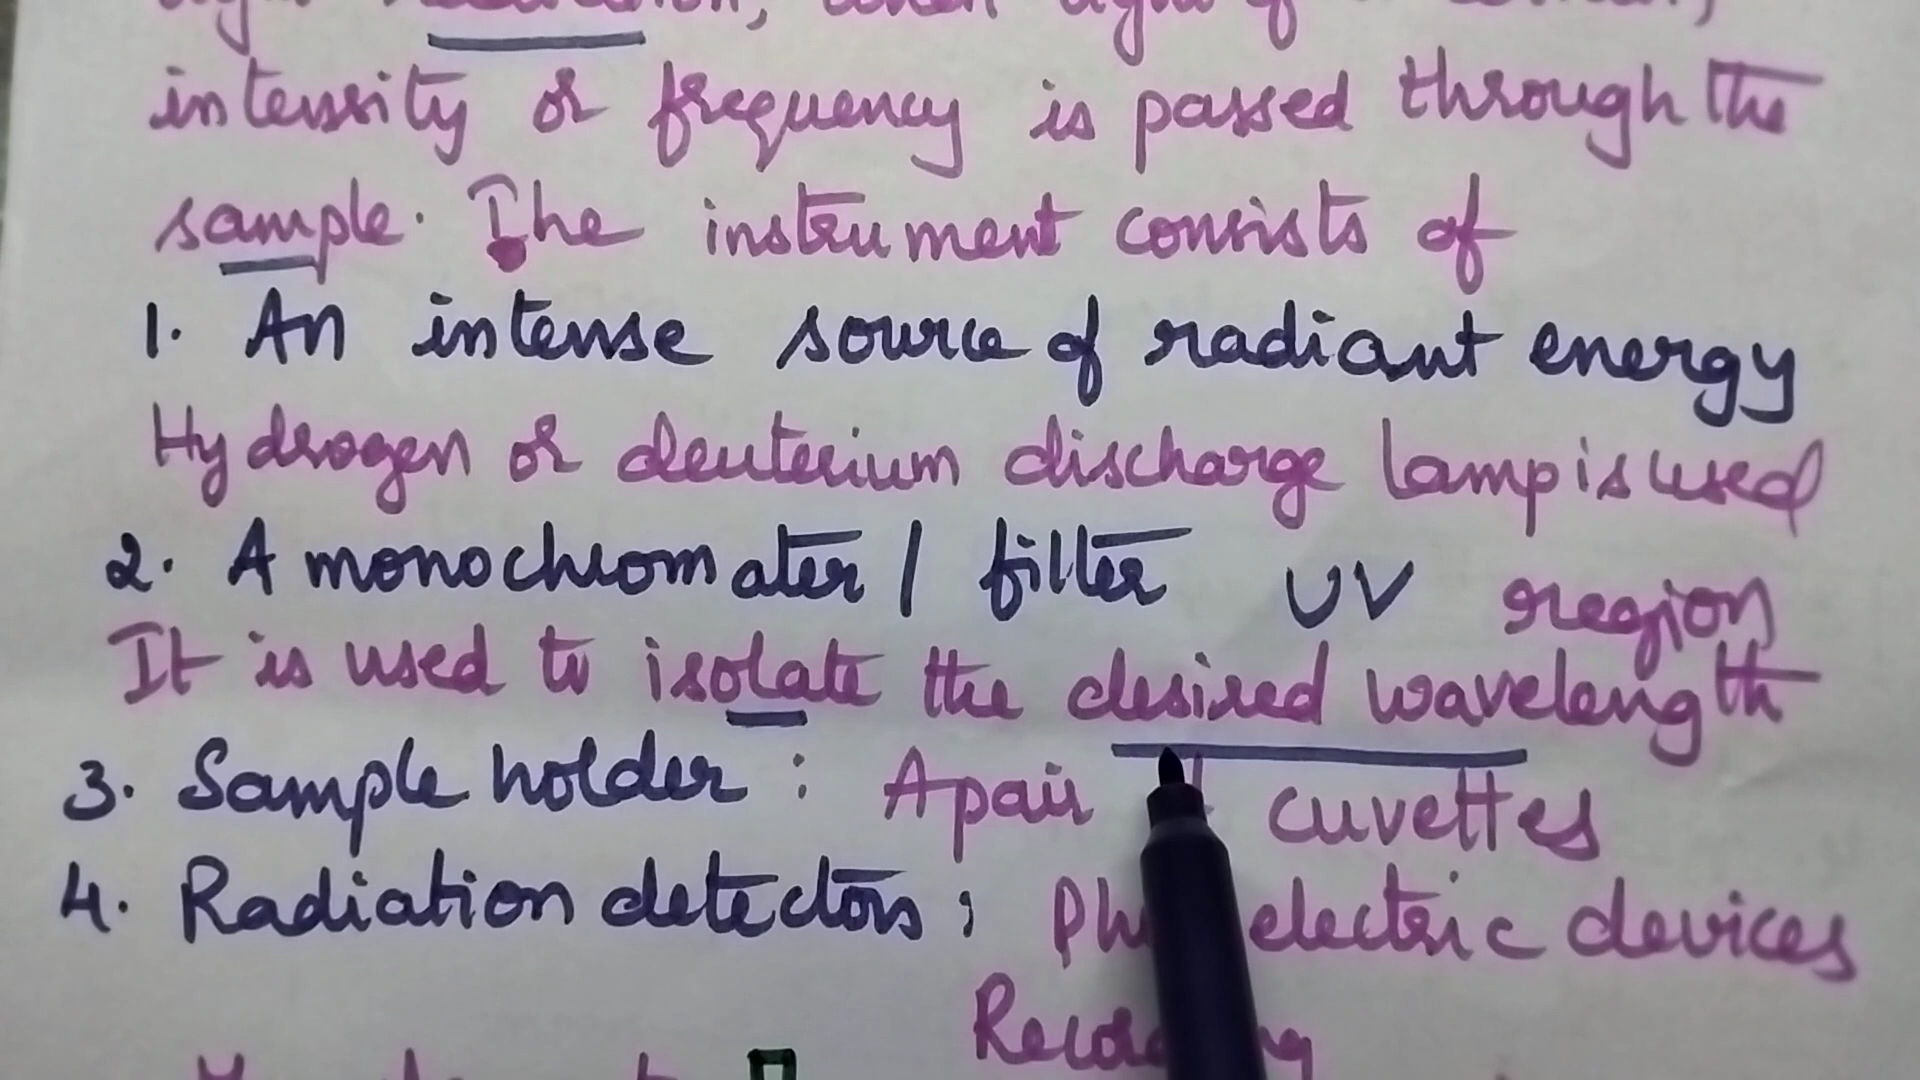 intensity or frequency is passed through the
sample. The instrument consists of
1. An intense source of radiant energy
Hydrogen or deuterium discharge lamp is used
2. A monochromater / filter UV region
It is used to isolate the desired wavelength
3. Sample holder : A pair cuvettes
4. Radiation detectors : electric devices